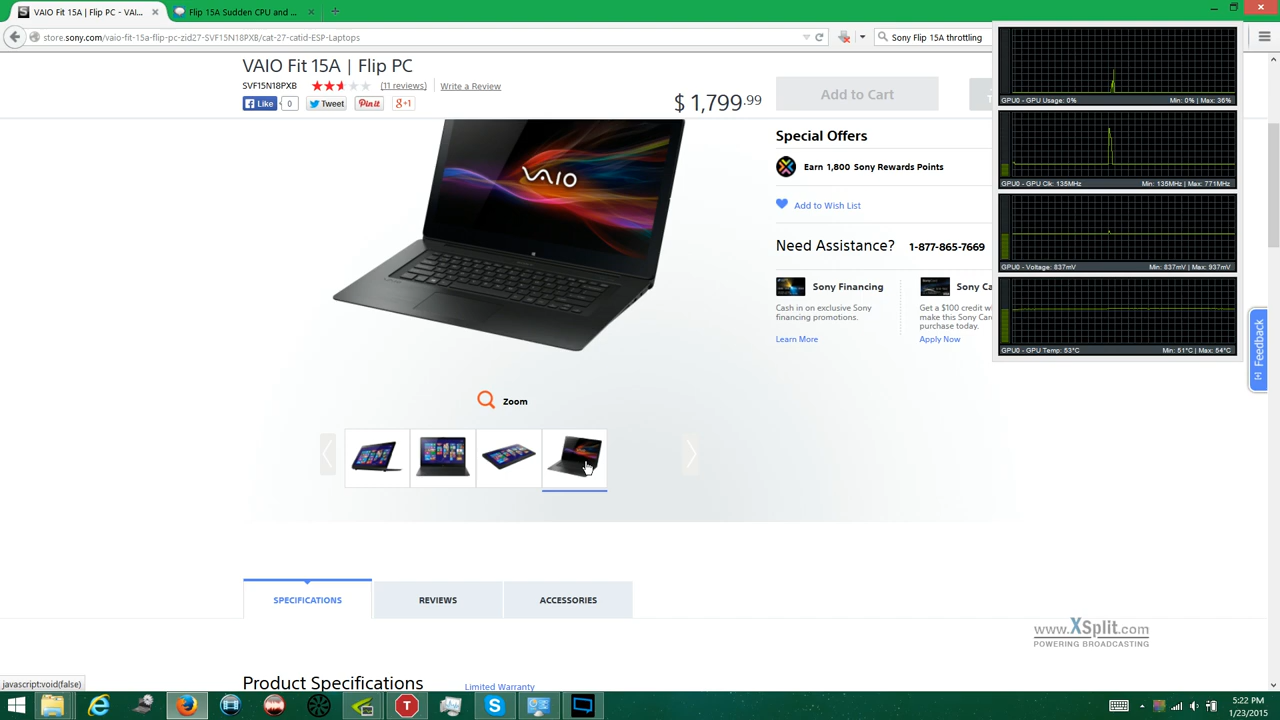 VAIO Fit 15A | Flip PC - VAI...
Flip 15A Sudden CPU and ...
store.sony.com/vaio-fit-15a-flip-pc-zid27-SVF15N18PXB/cat-27-catid-ESP-Laptops
Sony Flip 15A throttling
VAIO Fit 15A | Flip PC
SVF15N18PXB
(11 reviews)
Write a Review
Like
0
Tweet
Pin it
g+1
$ 1,799.99
Add to Cart
VAIO
Special Offers
Earn 1,800 Sony Rewards Points
Add to Wish List
Need Assistance? 1-877-865-7669
Sony Financing
Cash in on exclusive Sony
financing promotions.
Learn More
Sony Ca
Get a $100 credit w
make this Sony Car
purchase today.
Apply Now
GPU0 - GPU Usage: 0% Min: 0% | Max: 36%
GPU0 - GPU Clk: 135MHz Min: 135MHz | Max: 771MHz
GPU0 - Voltage: 837mV Min: 837mV | Max: 937mV
GPU0 - GPU Temp: 53°C Min: 51°C | Max: 54°C
[+] Feedback
Zoom
SPECIFICATIONS
REVIEWS
ACCESSORIES
www.XSplit.com
POWERING BROADCASTING
Product Specifications
Limited Warranty
javascript:void(false)
5:22 PM
1/23/2015